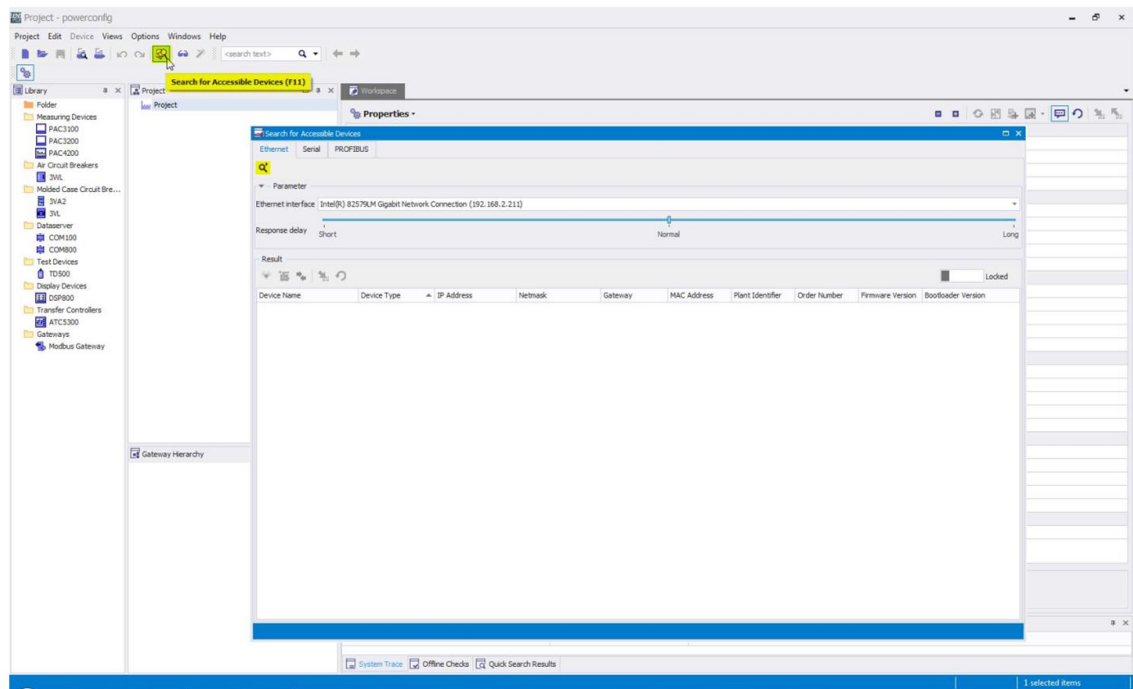 Project - powerconfig
Project Edit Device Views Options Windows Help
<search text>
Search for Accessible Devices (F11)
Library
Folder
Measuring Devices
PAC3100
PAC3200
PAC4200
Air Circuit Breakers
3WL
Molded Case Circuit Bre...
3VA2
3VL
Dataserver
COM100
COM800
Test Devices
TD500
Display Devices
DSP800
Transfer Controllers
ATC5300
Gateways
Modbus Gateway
Project
Project
Gateway Hierarchy
Workspace
Properties
Search for Accessible Devices
Ethernet Serial PROFIBUS
Parameter
Ethernet interface Intel(R) 82579LM Gigabit Network Connection (192.168.2.211)
Response delay Short Normal Long
Result
Locked
Device Name Device Type IP Address Netmask Gateway MAC Address Plant Identifier Order Number Firmware Version Bootloader Version
System Trace Offline Checks Quick Search Results
1 selected items